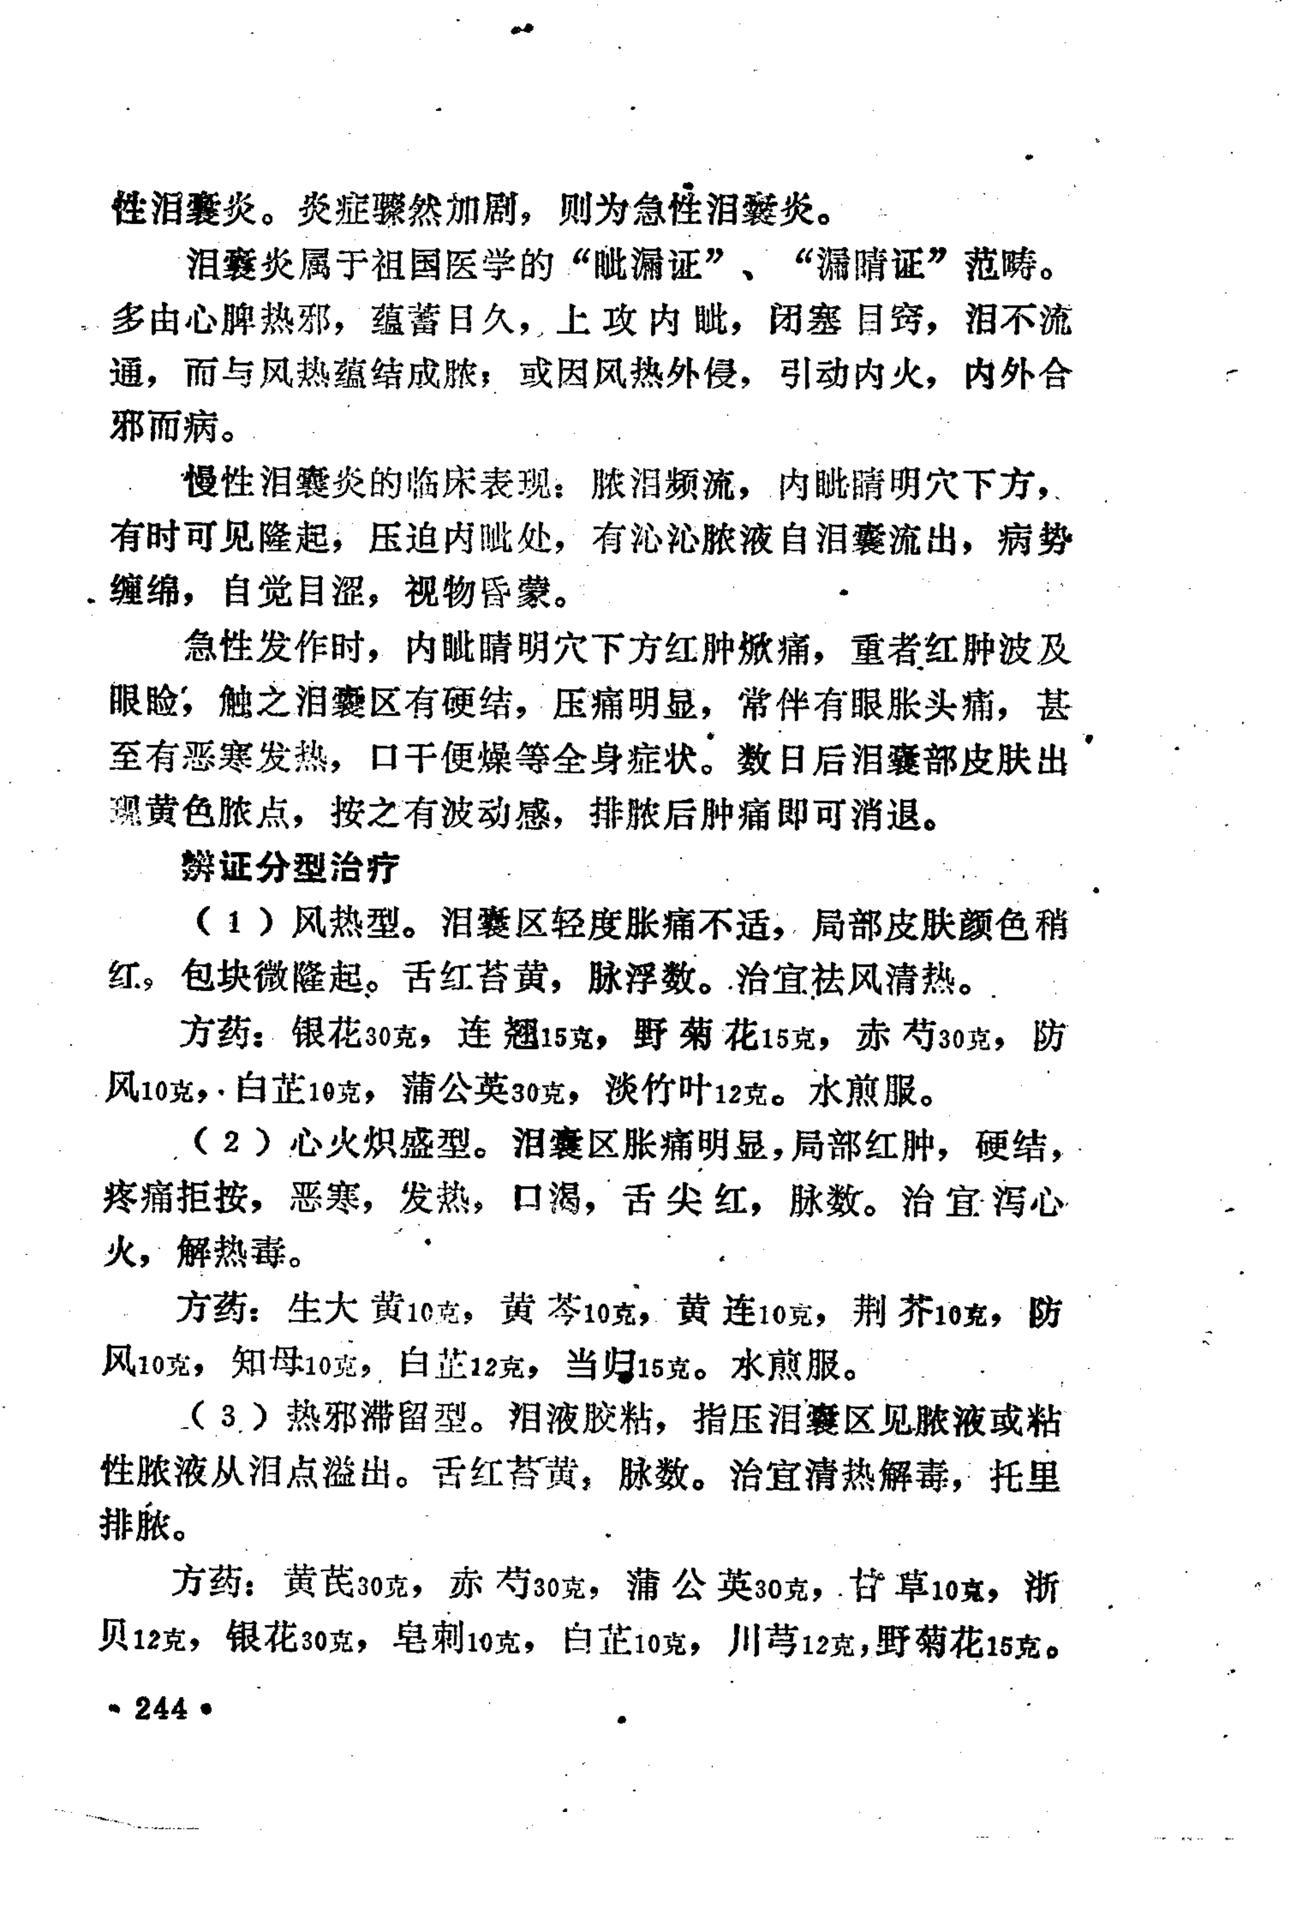 性泪囊炎。炎症骤然加剧，则为急性泪囊炎。
泪囊炎属于祖国医学的“眦漏证”、“漏睛证”范畴。
多由心脾热邪，蕴蓄日久，上攻内眦，闭塞目窍，泪不流
通，而与风热蕴结成脓；或因风热外侵，引动内火，内外合
邪而病。
慢性泪囊炎的临床表现：脓泪频流，内眦睛明穴下方，
有时可见隆起，压迫内眦处，有沁沁脓液自泪囊流出，病势
缠绵，自觉目涩，视物昏蒙。
急性发作时，内眦睛明穴下方红肿焮痛，重者红肿波及
眼睑，触之泪囊区有硬结，压痛明显，常伴有眼胀头痛，甚
至有恶寒发热，口干便燥等全身症状。数日后泪囊部皮肤出
现黄色脓点，按之有波动感，排脓后肿痛即可消退。
辨证分型治疗
（1）风热型。泪囊区轻度胀痛不适，局部皮肤颜色稍
红，包块微隆起。舌红苔黄，脉浮数。治宜祛风清热。
方药：银花30克，连翘15克，野菊花15克，赤芍30克，防
风10克，白芷10克，蒲公英30克，淡竹叶12克。水煎服。
（2）心火炽盛型。泪囊区胀痛明显，局部红肿，硬结，
疼痛拒按，恶寒，发热，口渴，舌尖红，脉数。治宜泻心
火，解热毒。
方药：生大黄10克，黄芩10克，黄连10克，荆芥10克，防
风10克，知母10克，白芷12克，当归15克。水煎服。
（3）热邪滞留型。泪液胶粘，指压泪囊区见脓液或粘
性脓液从泪点溢出。舌红苔黄，脉数。治宜清热解毒，托里
排脓。
方药：黄芪30克，赤芍30克，蒲公英30克，甘草10克，浙
贝12克，银花30克，皂刺10克，白芷10克，川芎12克，野菊花15克。
• 244 •